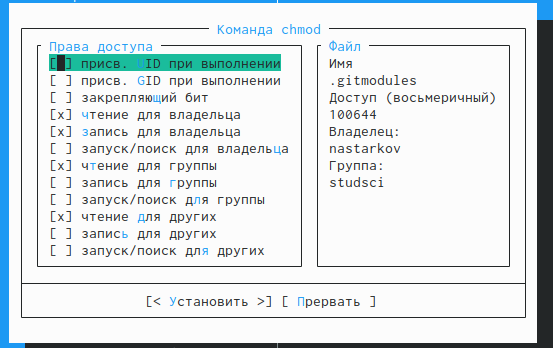 Команда chmod
Права доступа
[ ] присв. UID при выполнении
[ ] присв. GID при выполнении
[ ] закрепляющий бит
[x] чтение для владельца
[x] запись для владельца
[ ] запуск/поиск для владельца
[x] чтение для группы
[ ] запись для группы
[ ] запуск/поиск для группы
[x] чтение для других
[ ] запись для других
[ ] запуск/поиск для других
Файл
Имя
.gitmodules
Доступ (восьмеричный)
100644
Владелец:
nastarkov
Группа:
studsci
[< Установить >] [ Прервать ]